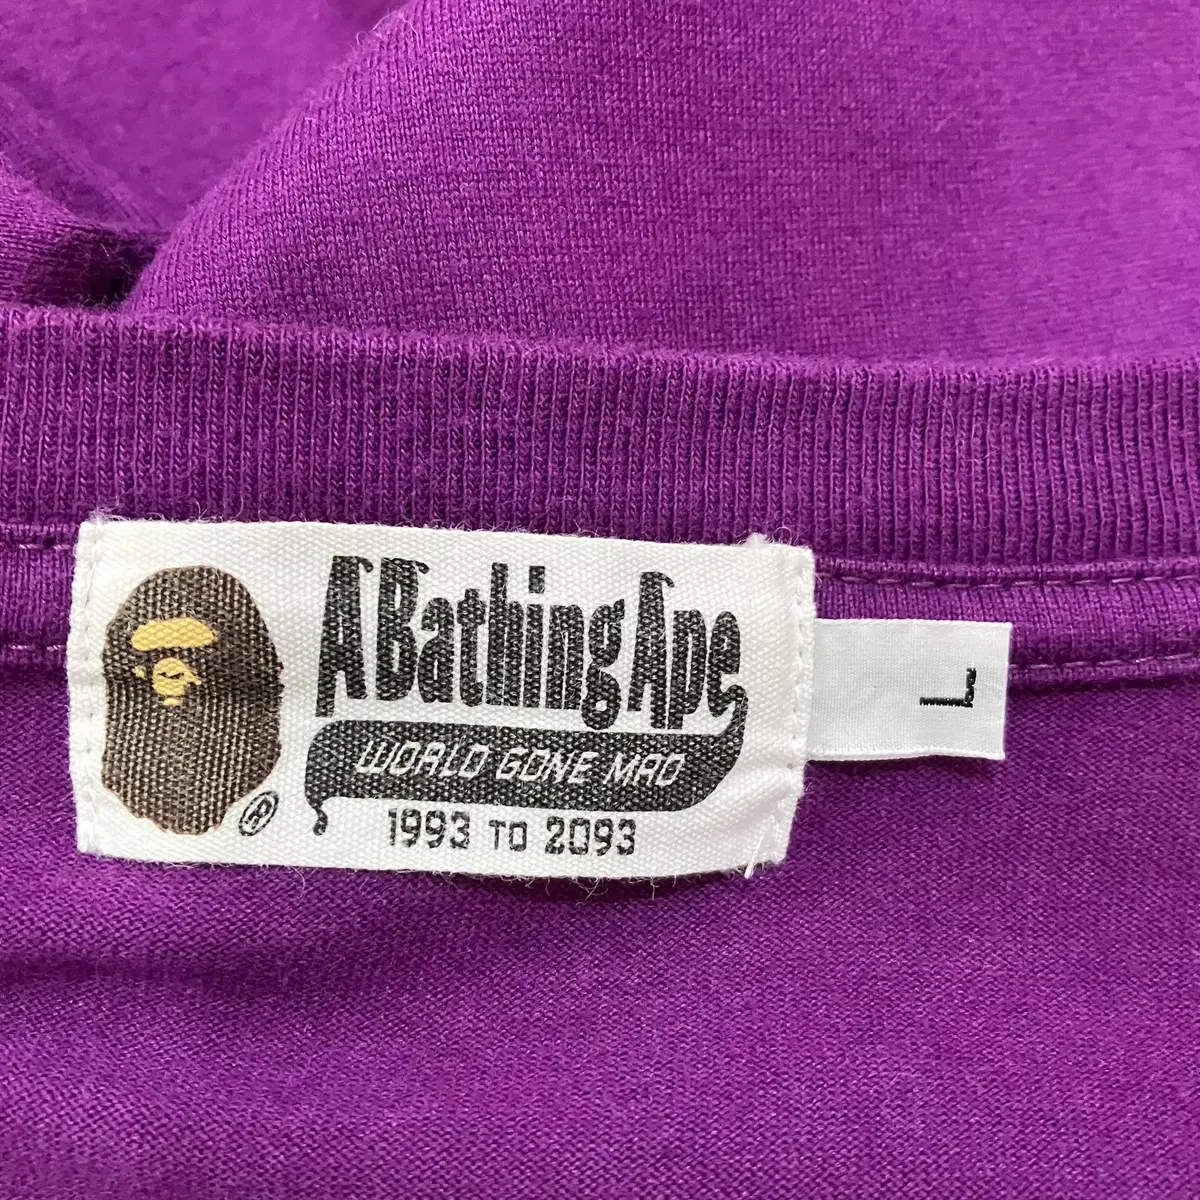 A Bathing Ape
WORLD GONE MAD
1993 TO 2093
®
L